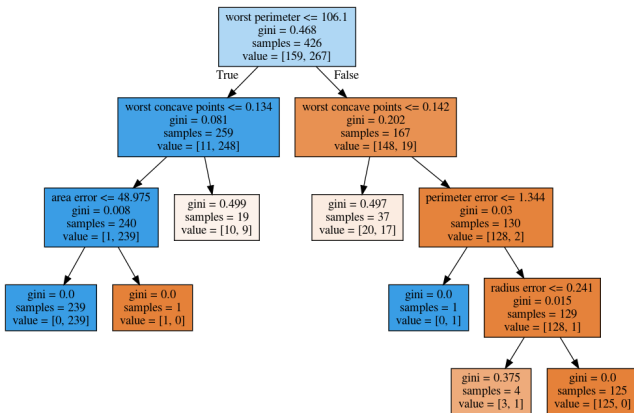 worst perimeter <= 106.1
gini = 0.468
samples = 426
value = [159, 267]
True
False
worst concave points <= 0.134
gini = 0.081
samples = 259
value = [11, 248]
worst concave points <= 0.142
gini = 0.202
samples = 167
value = [148, 19]
area error <= 48.975
gini = 0.008
samples = 240
value = [1, 239]
gini = 0.499
samples = 19
value = [10, 9]
gini = 0.497
samples = 37
value = [20, 17]
perimeter error <= 1.344
gini = 0.03
samples = 130
value = [128, 2]
gini = 0.0
samples = 239
value = [0, 239]
gini = 0.0
samples = 1
value = [1, 0]
gini = 0.0
samples = 1
value = [0, 1]
radius error <= 0.241
gini = 0.015
samples = 129
value = [128, 1]
gini = 0.375
samples = 4
value = [3, 1]
gini = 0.0
samples = 125
value = [125, 0]